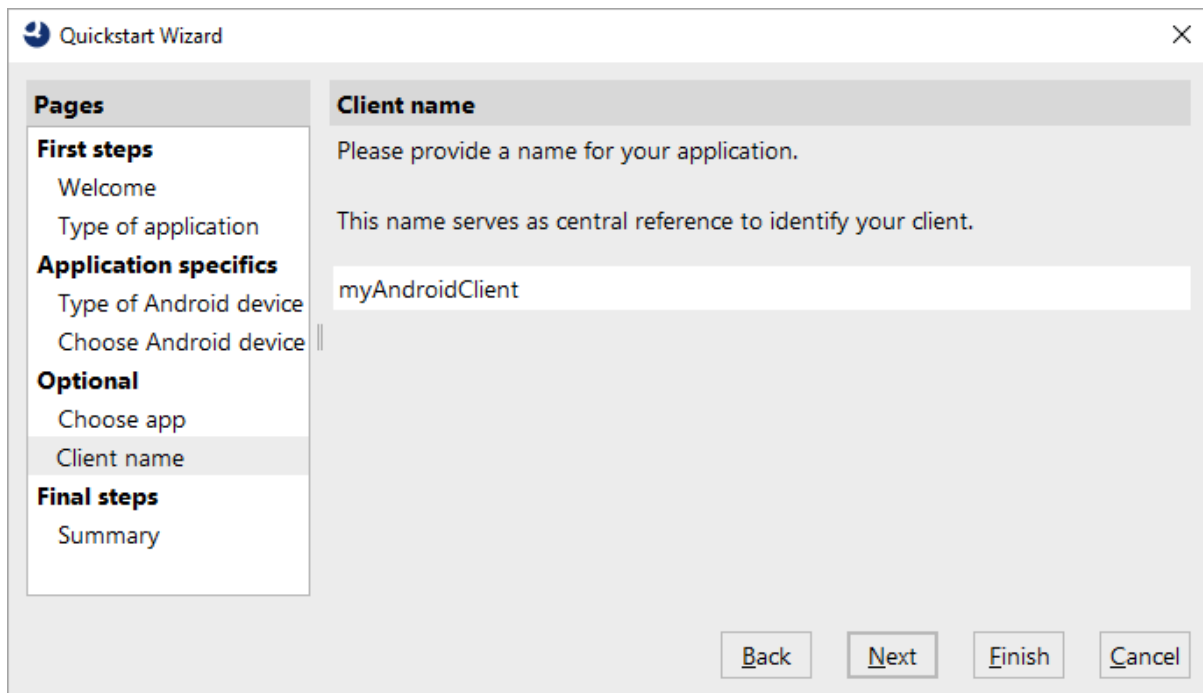 Quickstart Wizard
Pages
First steps
Welcome
Type of application
Application specifics
Type of Android device
Choose Android device
Optional
Choose app
Client name
Final steps
Summary
Client name
Please provide a name for your application.
This name serves as central reference to identify your client.
myAndroidClient
Back Next Finish Cancel